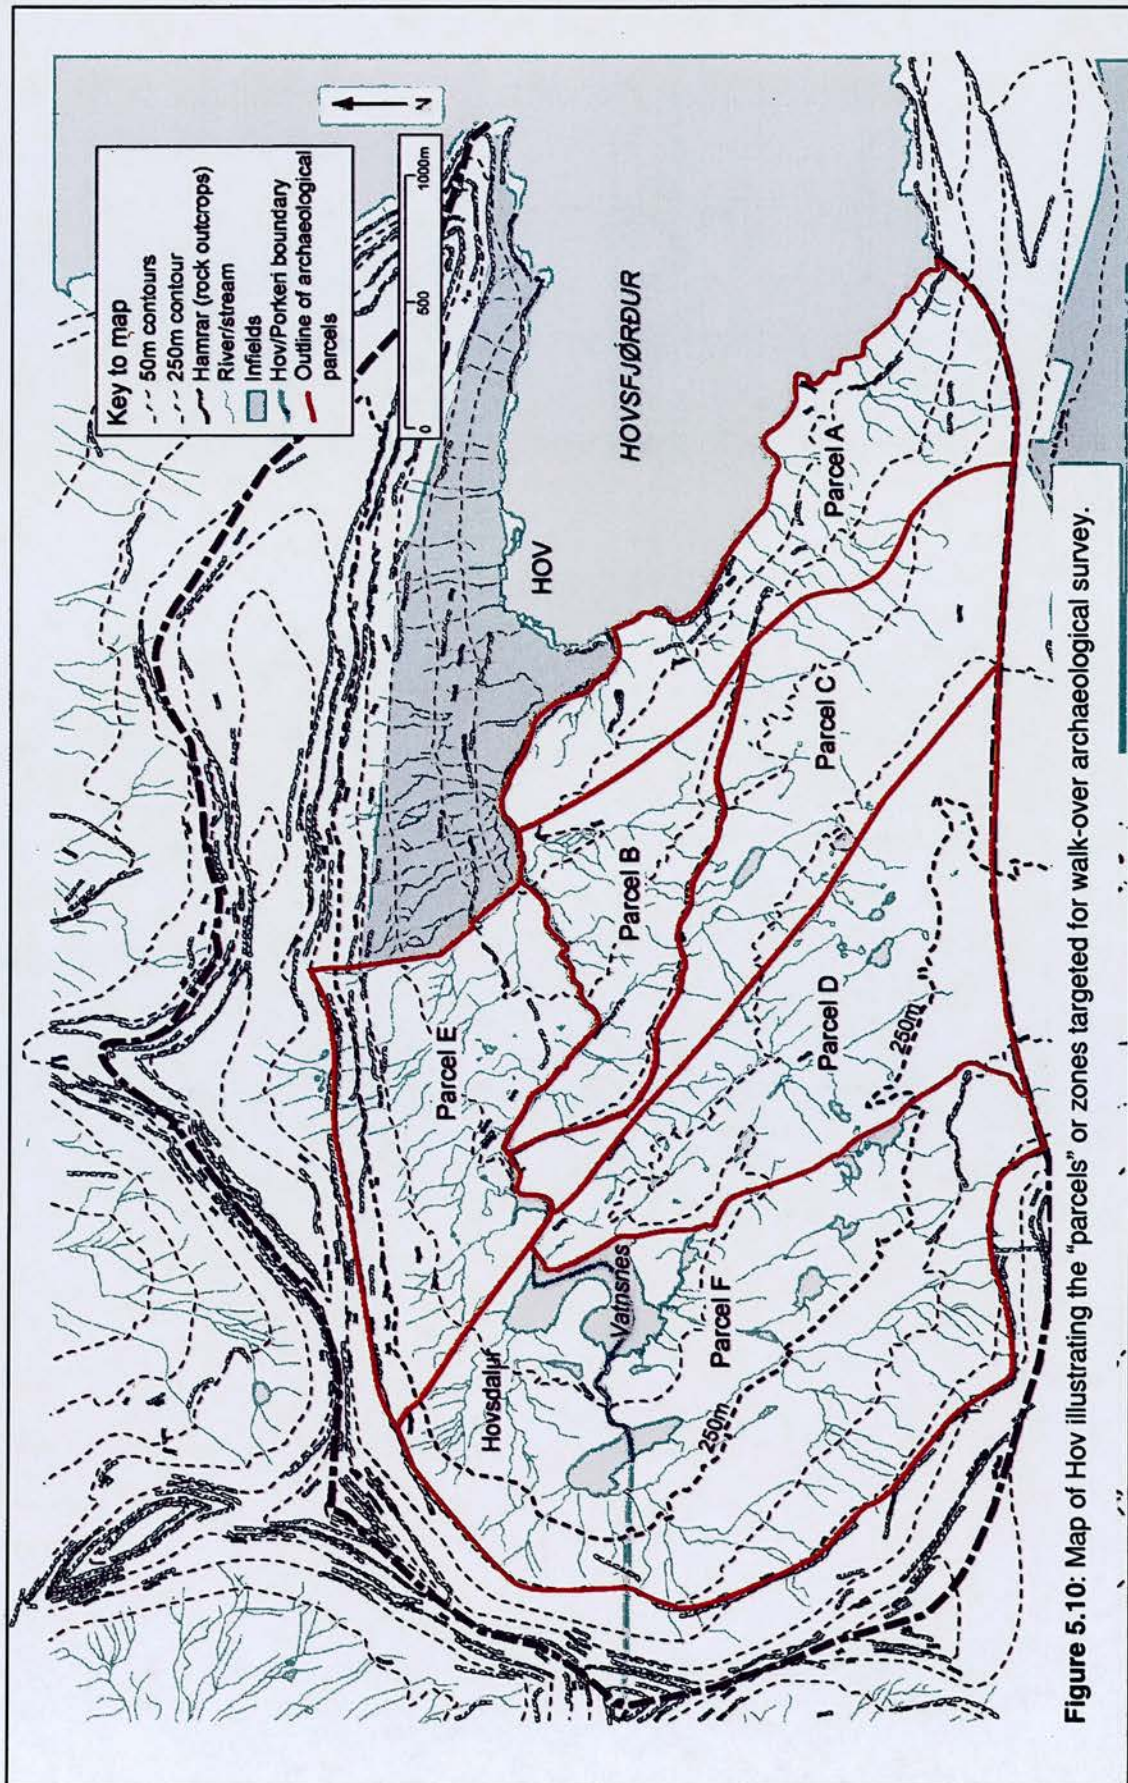 Key to map
50m contours
250m contour
Hamrar (rock outcrops)
River/stream
Infields
Hov/Porkeri boundary
Outline of archaeological
parcels
N
0 500 1000m
HOVSFJØRÐUR
HOV
Parcel A
Parcel B
Parcel C
Parcel D
Parcel E
Parcel F
250m
250m
Hovsdalur
Vatnsnes
Figure 5.10: Map of Hov illustrating the "parcels" or zones targeted for walk-over archaeological survey.